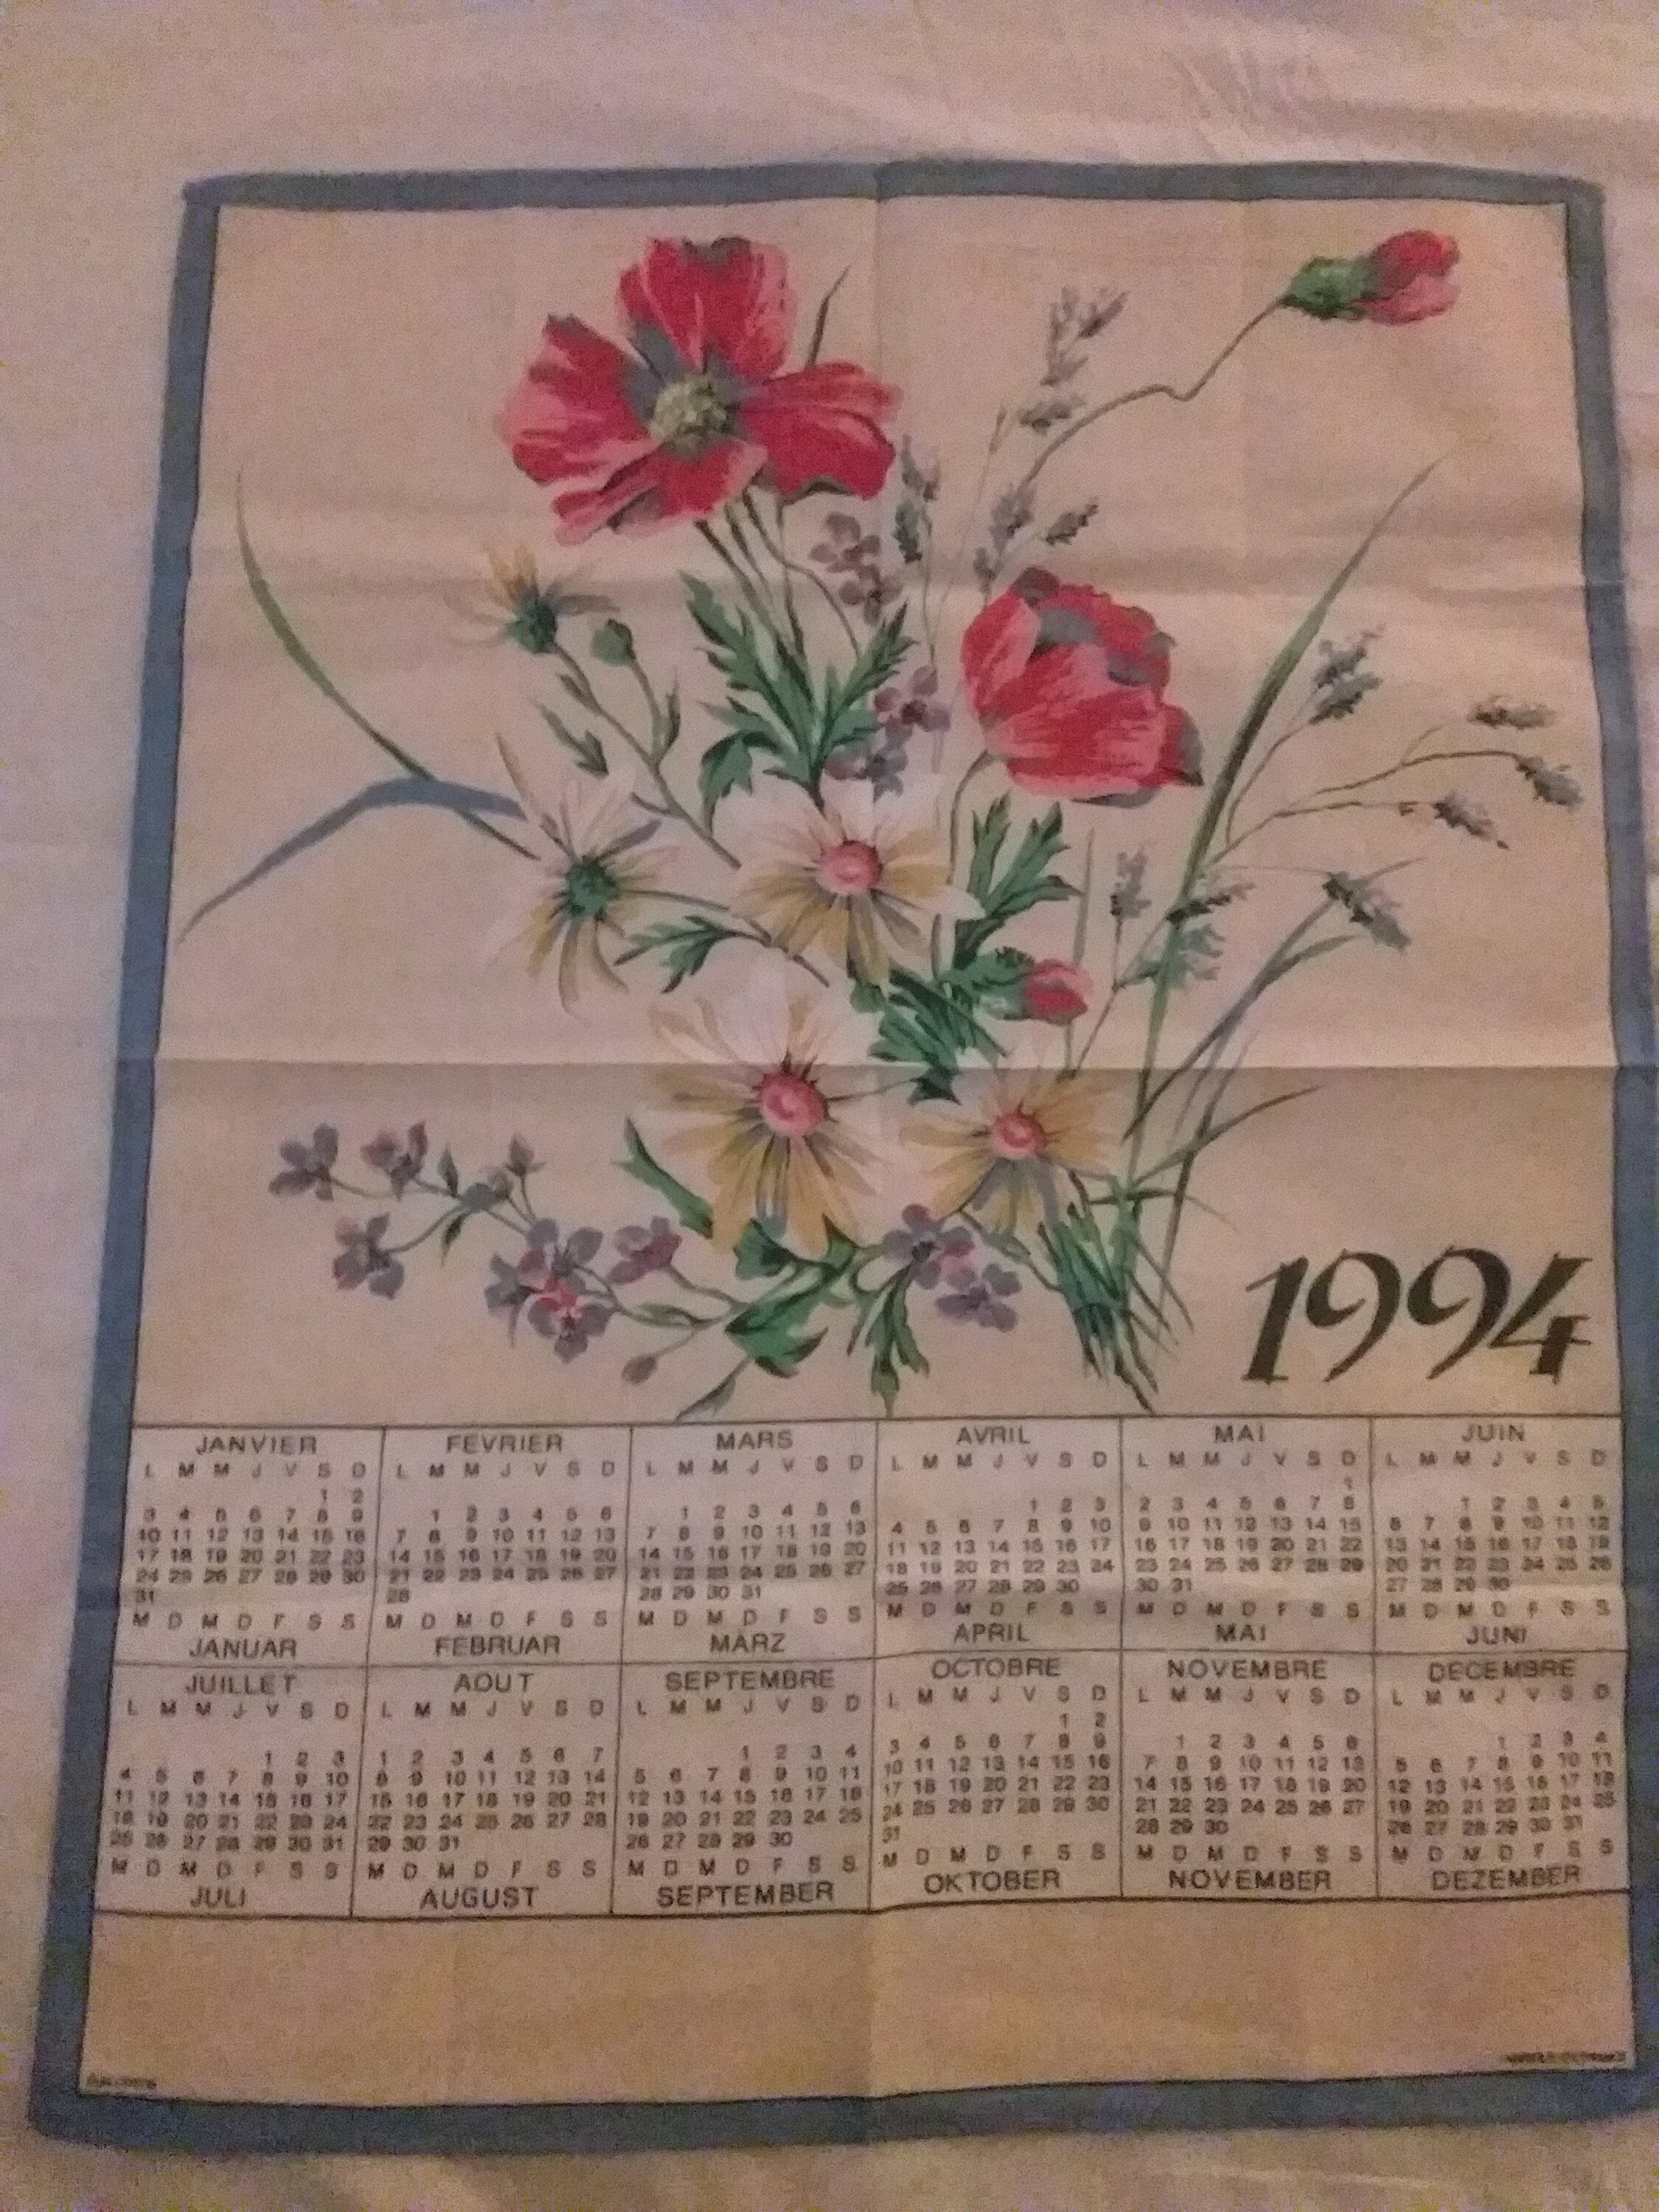 1994
JANVIER
L M M J V S D
1 2
3 4 5 6 7 8 9
10 11 12 13 14 15 16
17 18 19 20 21 22 23
24 25 26 27 28 29 30
31
M D M D F S S
JANUAR
FEVRIER
L M M J V S D
1 2 3 4 5 6
7 8 9 10 11 12 13
14 15 16 17 18 19 20
21 22 23 24 25 26 27
28
M D M D F S S
FEBRUAR
MARS
L M M J V S D
1 2 3 4 5 6
7 8 9 10 11 12 13
14 15 16 17 18 19 20
21 22 23 24 25 26 27
28 29 30 31
M D M D F S S
MARZ
AVRIL
L M M J V S D
1 2 3
4 5 6 7 8 9 10
11 12 13 14 15 16 17
18 19 20 21 22 23 24
25 26 27 28 29 30
M D M D F S S
APRIL
MAI
L M M J V S D
1
2 3 4 5 6 7 8
9 10 11 12 13 14 15
16 17 18 19 20 21 22
23 24 25 26 27 28 29
30 31
M D M D F S S
MAI
JUIN
L M M J V S D
1 2 3 4 5
6 7 8 9 10 11 12
13 14 15 16 17 18 19
20 21 22 23 24 25 26
27 28 29 30
M D M D F S S
JUNI
JUILLET
L M M J V S D
1 2 3
4 5 6 7 8 9 10
11 12 13 14 15 16 17
18 19 20 21 22 23 24
25 26 27 28 29 30 31
M D M D F S S
JULI
AOUT
L M M J V S D
1 2 3 4 5 6 7
8 9 10 11 12 13 14
15 16 17 18 19 20 21
22 23 24 25 26 27 28
29 30 31
M D M D F S S
AUGUST
SEPTEMBRE
L M M J V S D
1 2 3 4
5 6 7 8 9 10 11
12 13 14 15 16 17 18
19 20 21 22 23 24 25
26 27 28 29 30
M D M D F S S
SEPTEMBER
OCTOBRE
L M M J V S D
1 2
3 4 5 6 7 8 9
10 11 12 13 14 15 16
17 18 19 20 21 22 23
24 25 26 27 28 29 30
31
M D M D F S S
OKTOBER
NOVEMBRE
L M M J V S D
1 2 3 4 5 6
7 8 9 10 11 12 13
14 15 16 17 18 19 20
21 22 23 24 25 26 27
28 29 30
M D M D F S S
NOVEMBER
DECEMBRE
L M M J V S D
1 2 3 4
5 6 7 8 9 10 11
12 13 14 15 16 17 18
19 20 21 22 23 24 25
26 27 28 29 30 31
M D M D F S S
DEZEMBER